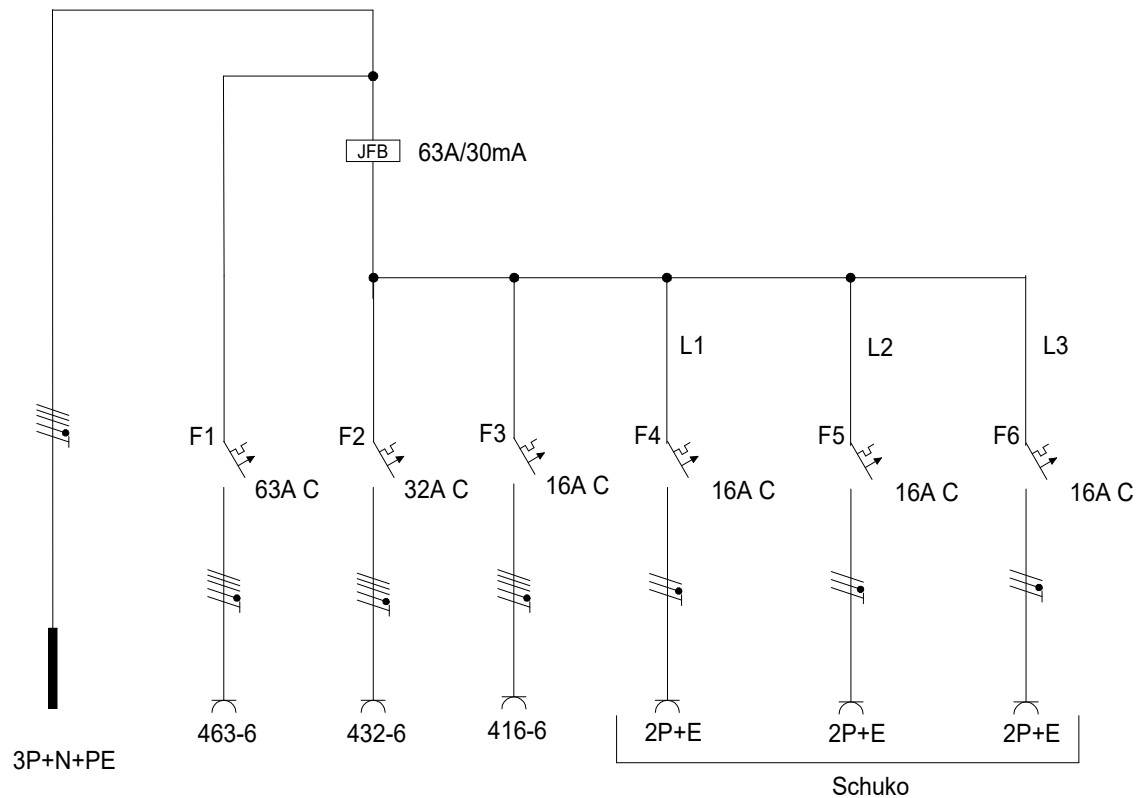 JFB 63A/30mA
L1 L2 L3
F1 F2 F3 F4 F5 F6
63A C 32A C 16A C 16A C 16A C 16A C
463-6 432-6 416-6 2P+E 2P+E 2P+E
3P+N+PE
Schuko